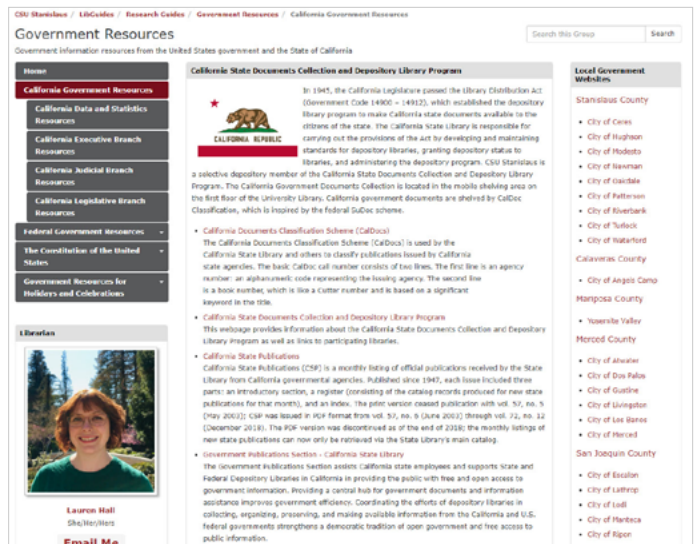 CSU Stanislaus / LibGuides / Research Guides / Government Resources / California Government Resources
Government Resources
Government information resources from the United States government and the State of California
Search this Group
Search
Home
California Government Resources
California Data and Statistics
Resources
California Executive Branch
Resources
California Judicial Branch
Resources
California Legislative Branch
Resources
Federal Government Resources
The Constitution of the United
States
Government Resources for
Holidays and Celebrations
Librarian
Lauren Hall
She/Her/Hers
Email Me
California State Documents Collection and Depository Library Program
CALIFORNIA REPUBLIC
In 1945, the California Legislature passed the Library Distribution Act
(Government Code 14900 – 14912), which established the depository
library program to make California state documents available to the
citizens of the state. The California State Library is responsible for
carrying out the provisions of the Act by developing and maintaining
standards for depository libraries, granting depository status to
libraries, and administering the depository program. CSU Stanislaus is
a selective depository member of the California State Documents Collection and Depository Library
Program. The California Government Documents Collection is located in the mobile shelving area on
the first floor of the University Library. California government documents are shelved by CalDoc
Classification, which is inspired by the federal SuDoc scheme.
• California Documents Classification Scheme (CalDocs)
The California Documents Classification Scheme [CalDocs] is used by the
California State Library and others to classify publications issued by California
state agencies. The basic CalDoc call number consists of two lines. The first line is an agency
number: an alphanumeric code representing the issuing agency. The second line
is a book number, which is like a Cutter number and is based on a significant
keyword in the title.
• California State Documents Collection and Depository Library Program
This webpage provides information about the California State Documents Collection and Depository
Library Program as well as links to participating libraries.
• California State Publications
California State Publications (CSP) is a monthly listing of official publications received by the State
Library from California governmental agencies. Published since 1947, each issue included three
parts: an introductory section, a register (consisting of the catalog records produced for new state
publications for that month), and an index. The print version ceased publication with vol. 57, no. 5
(May 2003); CSP was issued in PDF format from vol. 57, no. 6 (June 2003) through vol. 72, no. 12
(December 2018). The PDF version was discontinued as of the end of 2018; the monthly listings of
new state publications can now only be retrieved via the State Library's main catalog.
• Government Publications Section - California State Library
The Government Publications Section assists California state employees and supports State and
Federal Depository Libraries in California in providing the public with free and open access to
government information. Providing a central hub for government documents and information
assistance improves government efficiency. Coordinating the efforts of depository libraries in
collecting, organizing, preserving, and making available information from the California and U.S.
federal governments strengthens a democratic tradition of open government and free access to
public information.
Local Government
Websites
Stanislaus County
• City of Ceres
• City of Hughson
• City of Modesto
• City of Newman
• City of Oakdale
• City of Patterson
• City of Riverbank
• City of Turlock
• City of Waterford
Calaveras County
• City of Angels Camp
Mariposa County
• Yosemite Valley
Merced County
• City of Atwater
• City of Dos Palos
• City of Gustine
• City of Livingston
• City of Los Banos
• City of Merced
San Joaquin County
• City of Escalon
• City of Lathrop
• City of Lodi
• City of Manteca
• City of Ripon